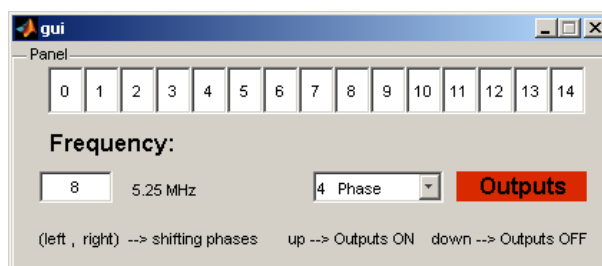 gui
Panel
0 1 2 3 4 5 6 7 8 9 10 11 12 13 14
Frequency:
8 5.25 MHz 4 Phase Outputs
(left , right) --> shifting phases up --> Outputs ON down --> Outputs OFF